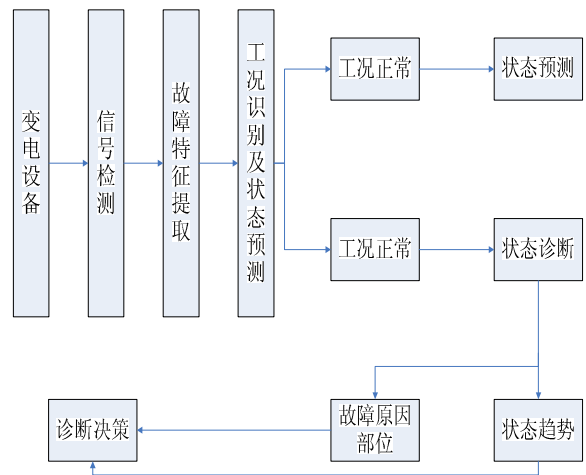 变电设备
信号检测
故障特征提取
工况识别及状态预测
工况正常
状态预测
工况正常
状态诊断
诊断决策
故障原因
部位
状态趋势